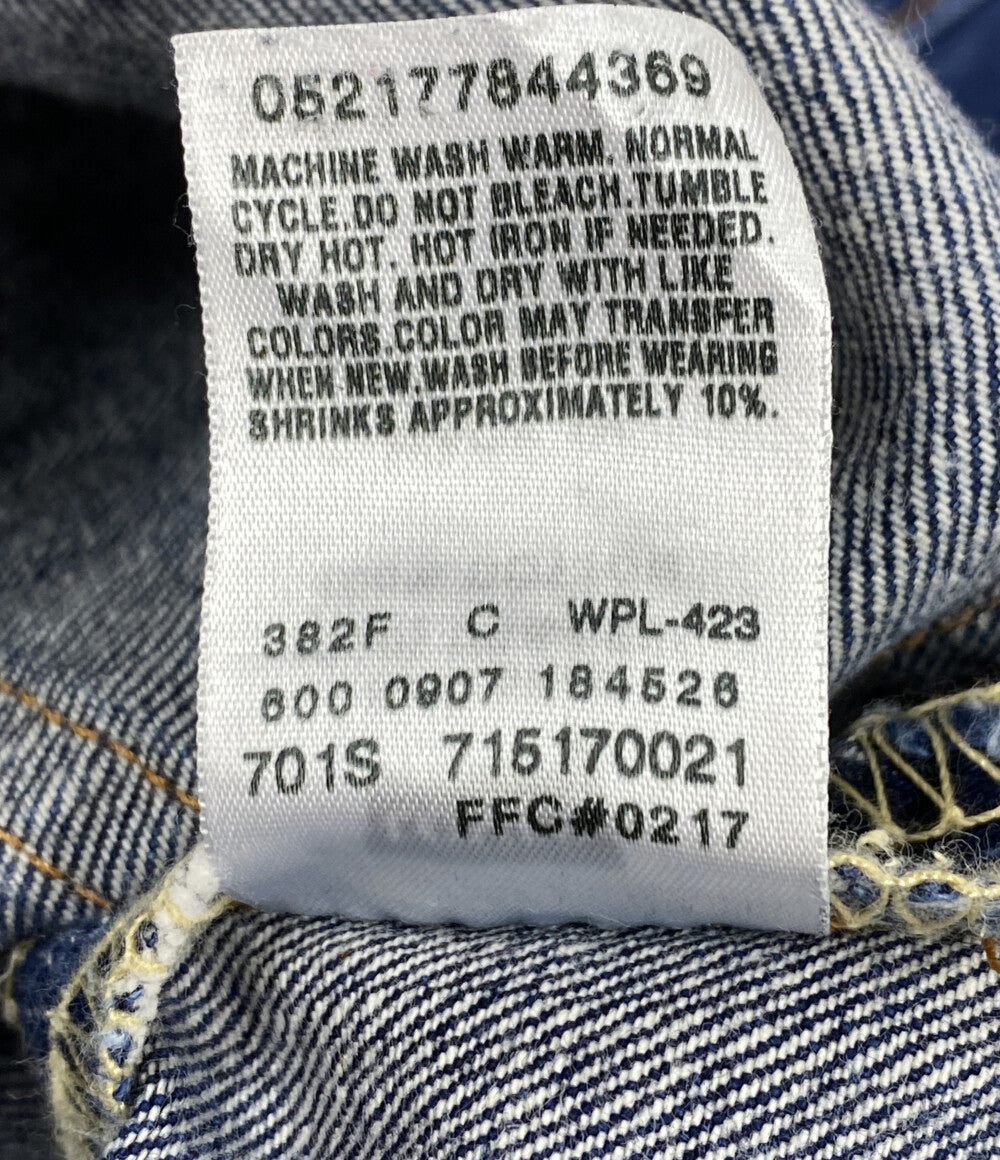 052177844369
MACHINE WASH WARM. NORMAL
CYCLE.DO NOT BLEACH.TUMBLE
DRY HOT. HOT IRON IF NEEDED.
WASH AND DRY WITH LIKE
COLORS.COLOR MAY TRANSFER
WHEN NEW.WASH BEFORE WEARING
SHRINKS APPROXIMATELY 10%.
382F C WPL-423
600 0907 184526
701S 715170021
FFC#0217